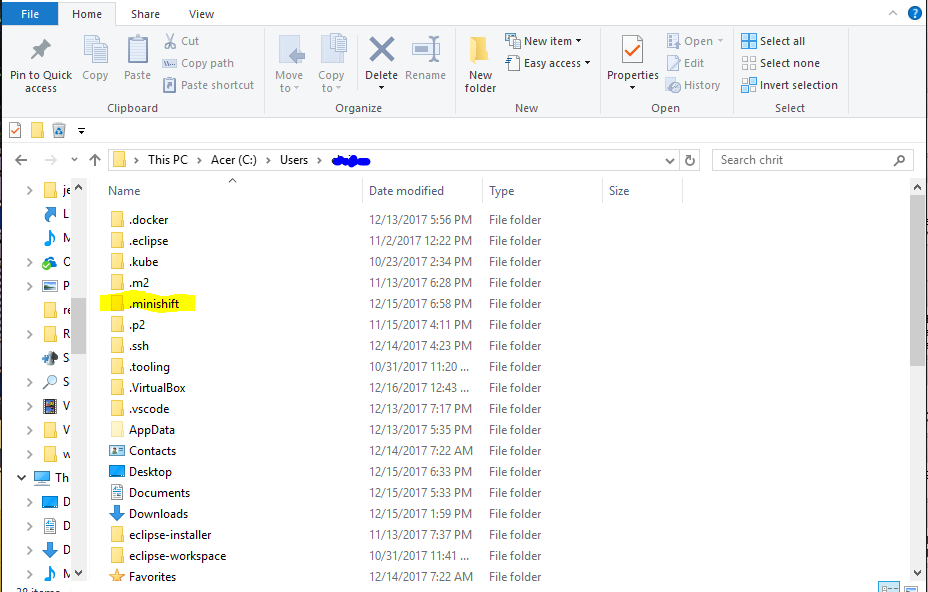 File Home Share View
Pin to Quick access
Copy
Paste
Cut
Copy path
Paste shortcut
Clipboard
Move to
Copy to
Delete
Rename
Organize
New folder
New item
Easy access
New
Properties
Open
Edit
History
Open
Select all
Select none
Invert selection
Select
This PC > Acer (C:) > Users >
Search chrit
Name Date modified Type Size
.docker 12/13/2017 5:56 PM File folder
.eclipse 11/2/2017 12:22 PM File folder
.kube 10/23/2017 2:34 PM File folder
.m2 11/13/2017 6:28 PM File folder
.minishift 12/15/2017 6:58 PM File folder
.p2 11/15/2017 4:11 PM File folder
.ssh 12/14/2017 4:23 PM File folder
.tooling 10/31/2017 11:20 ... File folder
.VirtualBox 12/16/2017 12:43 ... File folder
.vscode 12/13/2017 7:17 PM File folder
AppData 12/13/2017 5:35 PM File folder
Contacts 12/14/2017 7:22 AM File folder
Desktop 12/15/2017 6:33 PM File folder
Documents 12/15/2017 5:33 PM File folder
Downloads 12/15/2017 1:59 PM File folder
eclipse-installer 11/13/2017 7:37 PM File folder
eclipse-workspace 10/31/2017 11:41 ... File folder
Favorites 12/14/2017 7:22 AM File folder